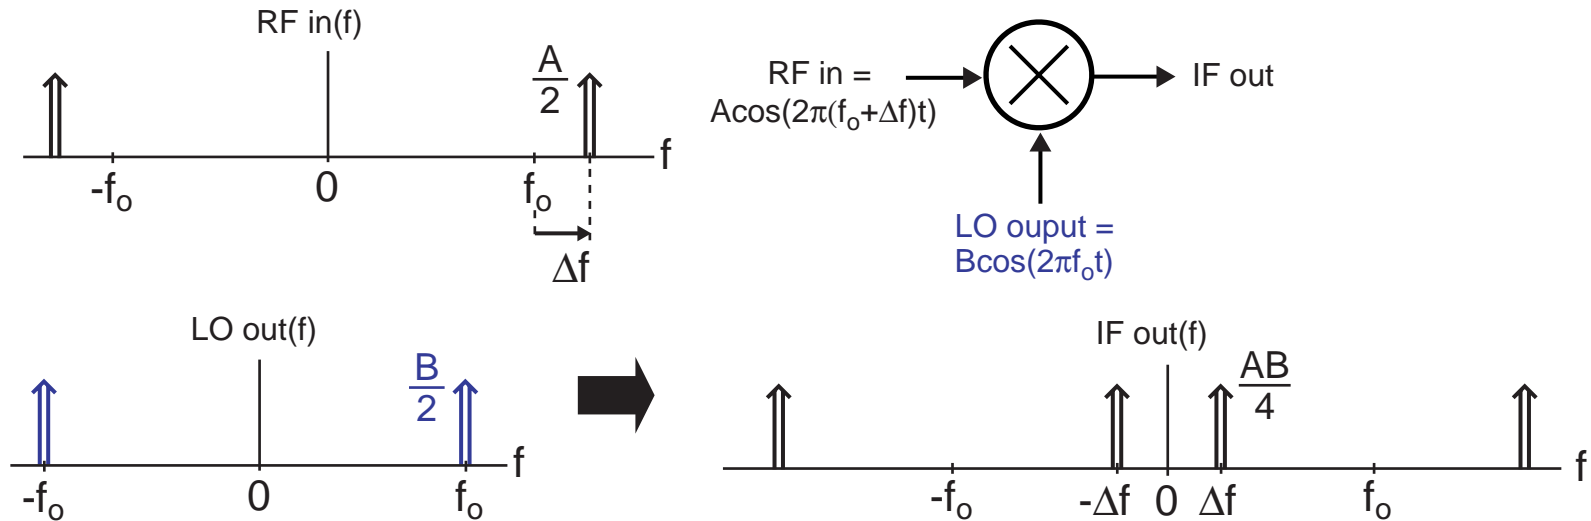 RF in(f)
A
2
f
-fo
0
fo
Δf
RF in =
Acos(2π(fo+Δf)t)
IF out
LO ouput =
Bcos(2πfot)
LO out(f)
B
2
f
-fo
0
fo
IF out(f)
AB
4
f
-fo
-Δf
0
Δf
fo